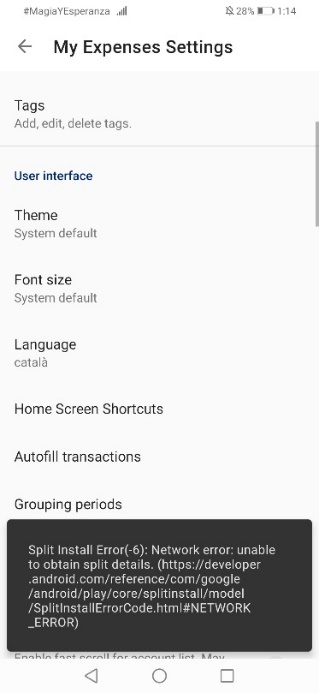 #MagiaYEsperanza 28% 1:14
My Expenses Settings
Tags
Add, edit, delete tags.
User interface
Theme
System default
Font size
System default
Language
català
Home Screen Shortcuts
Autofill transactions
Grouping periods
Split Install Error(-6): Network error: unable
to obtain split details. (https://developer
.android.com/reference/com/google
/android/play/core/splitinstall/model
/SplitInstallErrorCode.html#NETWORK
_ERROR)
Enable fast scroll for account list. May